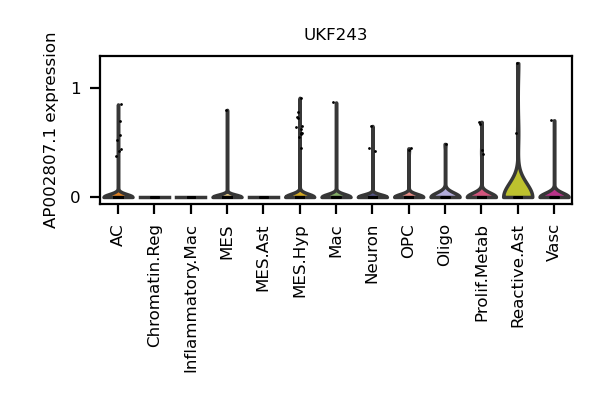 UKF243
AP002807.1 expression
1
0
AC
Chromatin.Reg
Inflammatory.Mac
MES
MES.Ast
MES.Hyp
Mac
Neuron
OPC
Oligo
Prolif.Metab
Reactive.Ast
Vasc